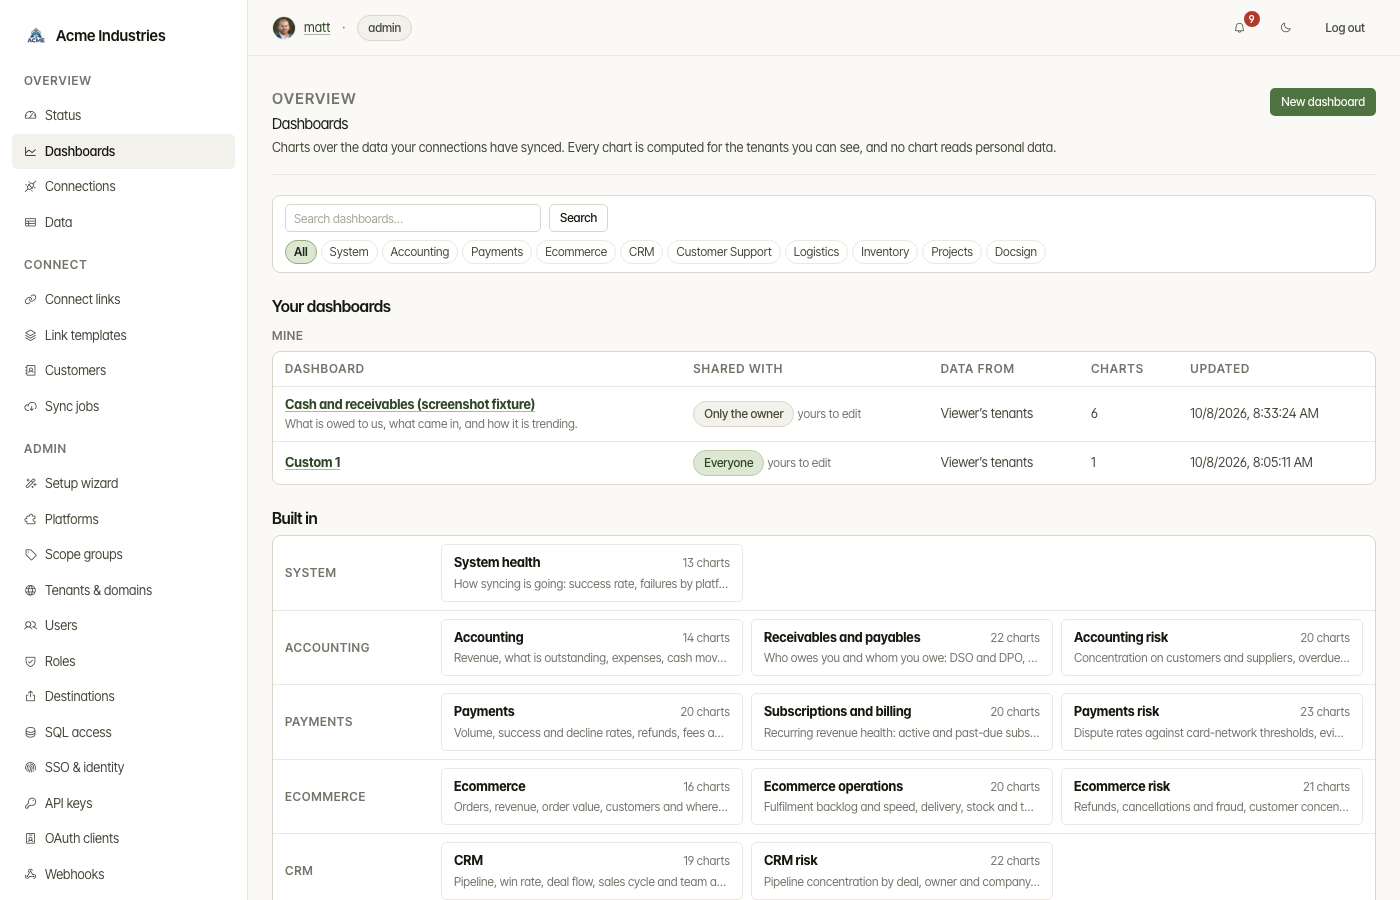 ACME
Acme Industries
OVERVIEW
Status
Dashboards
Connections
Data
CONNECT
Connect links
Link templates
Customers
Sync jobs
ADMIN
Setup wizard
Platforms
Scope groups
Tenants & domains
Users
Roles
Destinations
SQL access
SSO & identity
API keys
OAuth clients
Webhooks
matt · admin
9
Log out
OVERVIEW
New dashboard
Dashboards
Charts over the data your connections have synced. Every chart is computed for the tenants you can see, and no chart reads personal data.
Search dashboards… Search
All System Accounting Payments Ecommerce CRM Customer Support Logistics Inventory Projects Docsign
Your dashboards
MINE
DASHBOARD SHARED WITH DATA FROM CHARTS UPDATED
Cash and receivables (screenshot fixture)
What is owed to us, what came in, and how it is trending.
Only the owner yours to edit Viewer's tenants 6 10/8/2026, 8:33:24 AM
Custom 1 Everyone yours to edit Viewer's tenants 1 10/8/2026, 8:05:11 AM
Built in
SYSTEM
System health 13 charts
How syncing is going: success rate, failures by platf…
ACCOUNTING
Accounting 14 charts
Revenue, what is outstanding, expenses, cash mov…
Receivables and payables 22 charts
Who owes you and whom you owe: DSO and DPO, …
Accounting risk 20 charts
Concentration on customers and suppliers, overdue…
PAYMENTS
Payments 20 charts
Volume, success and decline rates, refunds, fees a…
Subscriptions and billing 20 charts
Recurring revenue health: active and past-due subs…
Payments risk 23 charts
Dispute rates against card-network thresholds, evi…
ECOMMERCE
Ecommerce 16 charts
Orders, revenue, order value, customers and where…
Ecommerce operations 20 charts
Fulfilment backlog and speed, delivery, stock and t…
Ecommerce risk 21 charts
Refunds, cancellations and fraud, customer concen…
CRM
CRM 19 charts
Pipeline, win rate, deal flow, sales cycle and team a…
CRM risk 22 charts
Pipeline concentration by deal, owner and company…